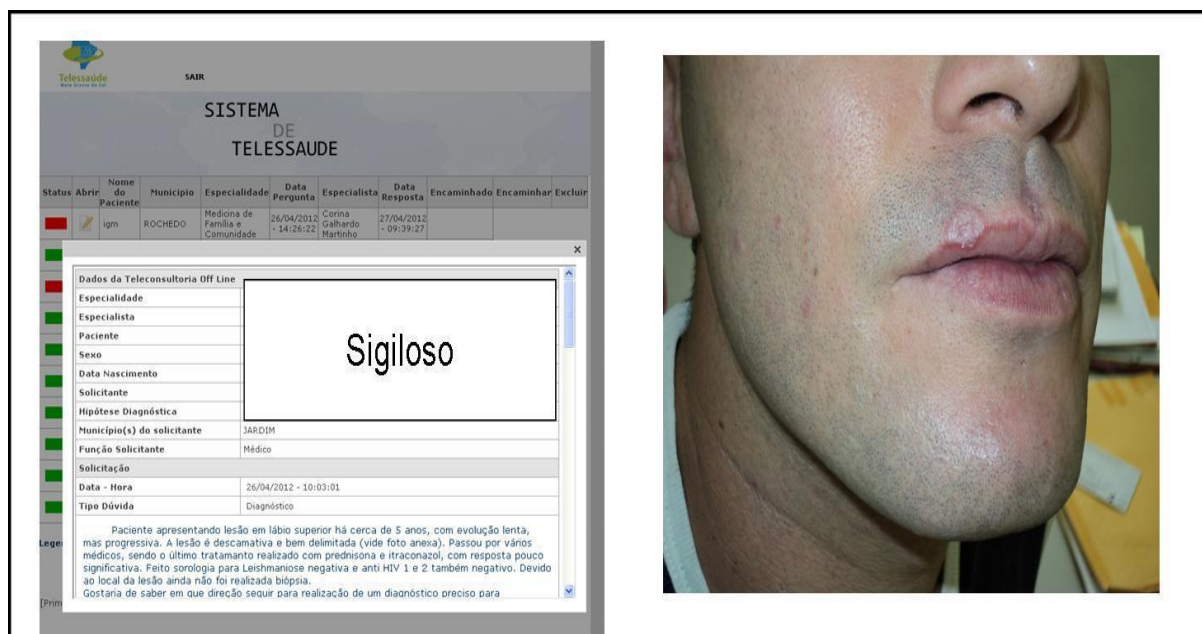 Telessaúde
Mato Grosso do Sul
SAIR
SISTEMA
DE
TELESSAUDE
Status Abrir Nome do Paciente Municipio Especialidade Data Pergunta Especialista Data Resposta Encaminhado Encaminhar Excluir
igm ROCHEDO Medicina de Família e Comunidade 26/04/2012 - 14:26:22 Corina Galhardo Martinho 27/04/2012 - 09:39:27
x
Dados da Teleconsultoria Off Line
Especialidade
Especialista
Paciente
Sexo
Data Nascimento
Solicitante
Hipótese Diagnóstica
Sigiloso
Município(s) do solicitante JARDIM
Função Solicitante Médico
Solicitação
Data - Hora 26/04/2012 - 10:03:01
Tipo Dúvida Diagnóstico
Paciente apresentando lesão em lábio superior há cerca de 5 anos, com evolução lenta,
mas progressiva. A lesão é descamativa e bem delimitada (vide foto anexa). Passou por vários
médicos, sendo o último tratamanto realizado com prednisona e itraconazol, com resposta pouco
significativa. Feito sorologia para Leishmaniose negativa e anti HIV 1 e 2 também negativo. Devido
ao local da lesão ainda não foi realizada biópsia.
Gostaria de saber em que direção seguir para realização de um diagnóstico preciso para
Lege
[Prim